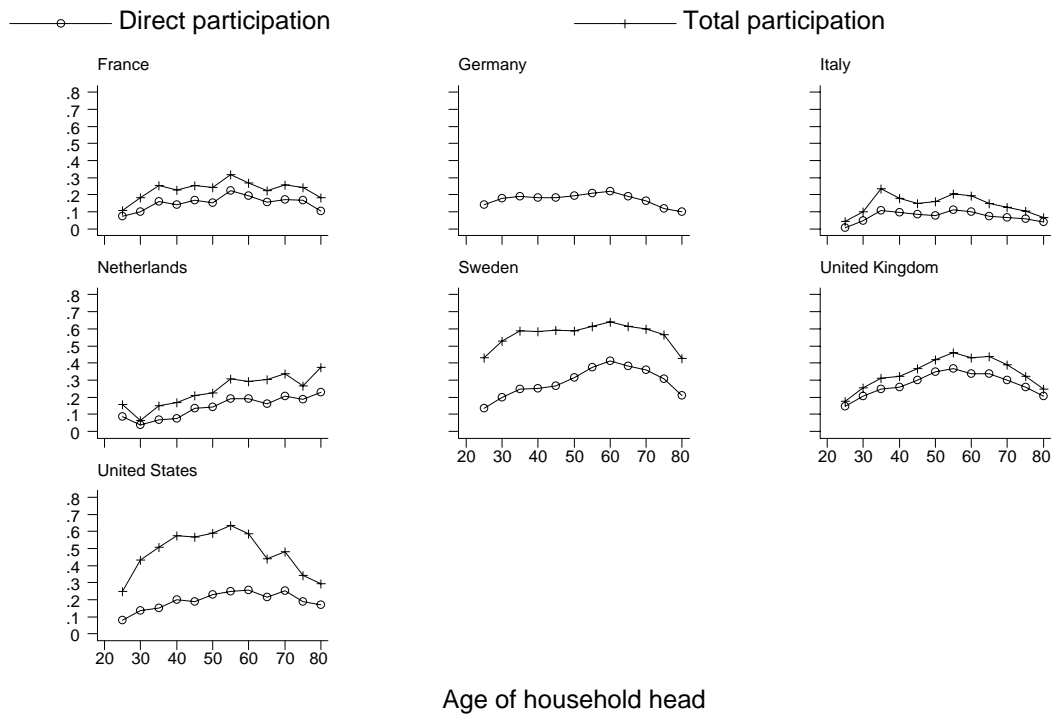 Direct participation
Total participation
France
Germany
Italy
.8
.7
.6
.5
.4
.3
.2
.1
0
Netherlands
Sweden
United Kingdom
.8
.7
.6
.5
.4
.3
.2
.1
0
20 30 40 50 60 70 80
20 30 40 50 60 70 80
United States
.8
.7
.6
.5
.4
.3
.2
.1
0
20 30 40 50 60 70 80
Age of household head